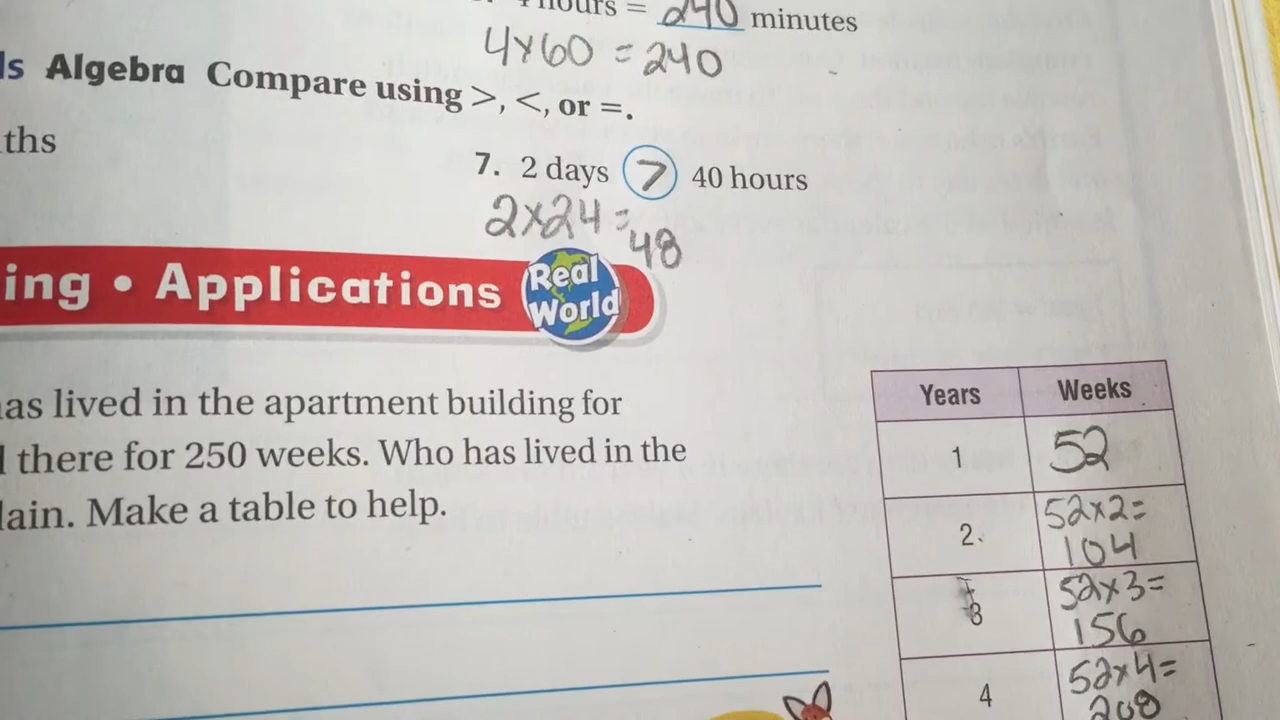 hours = 240 minutes
4x60 = 240
ls Algebra Compare using >, <, or =.
ths
7. 2 days > 40 hours
2x24 =
48
ing • Applications
Real
World
as lived in the apartment building for
there for 250 weeks. Who has lived in the
lain. Make a table to help.
Years Weeks
1 52
2 52x2=
104
3 52x3=
156
4 52x4=
208